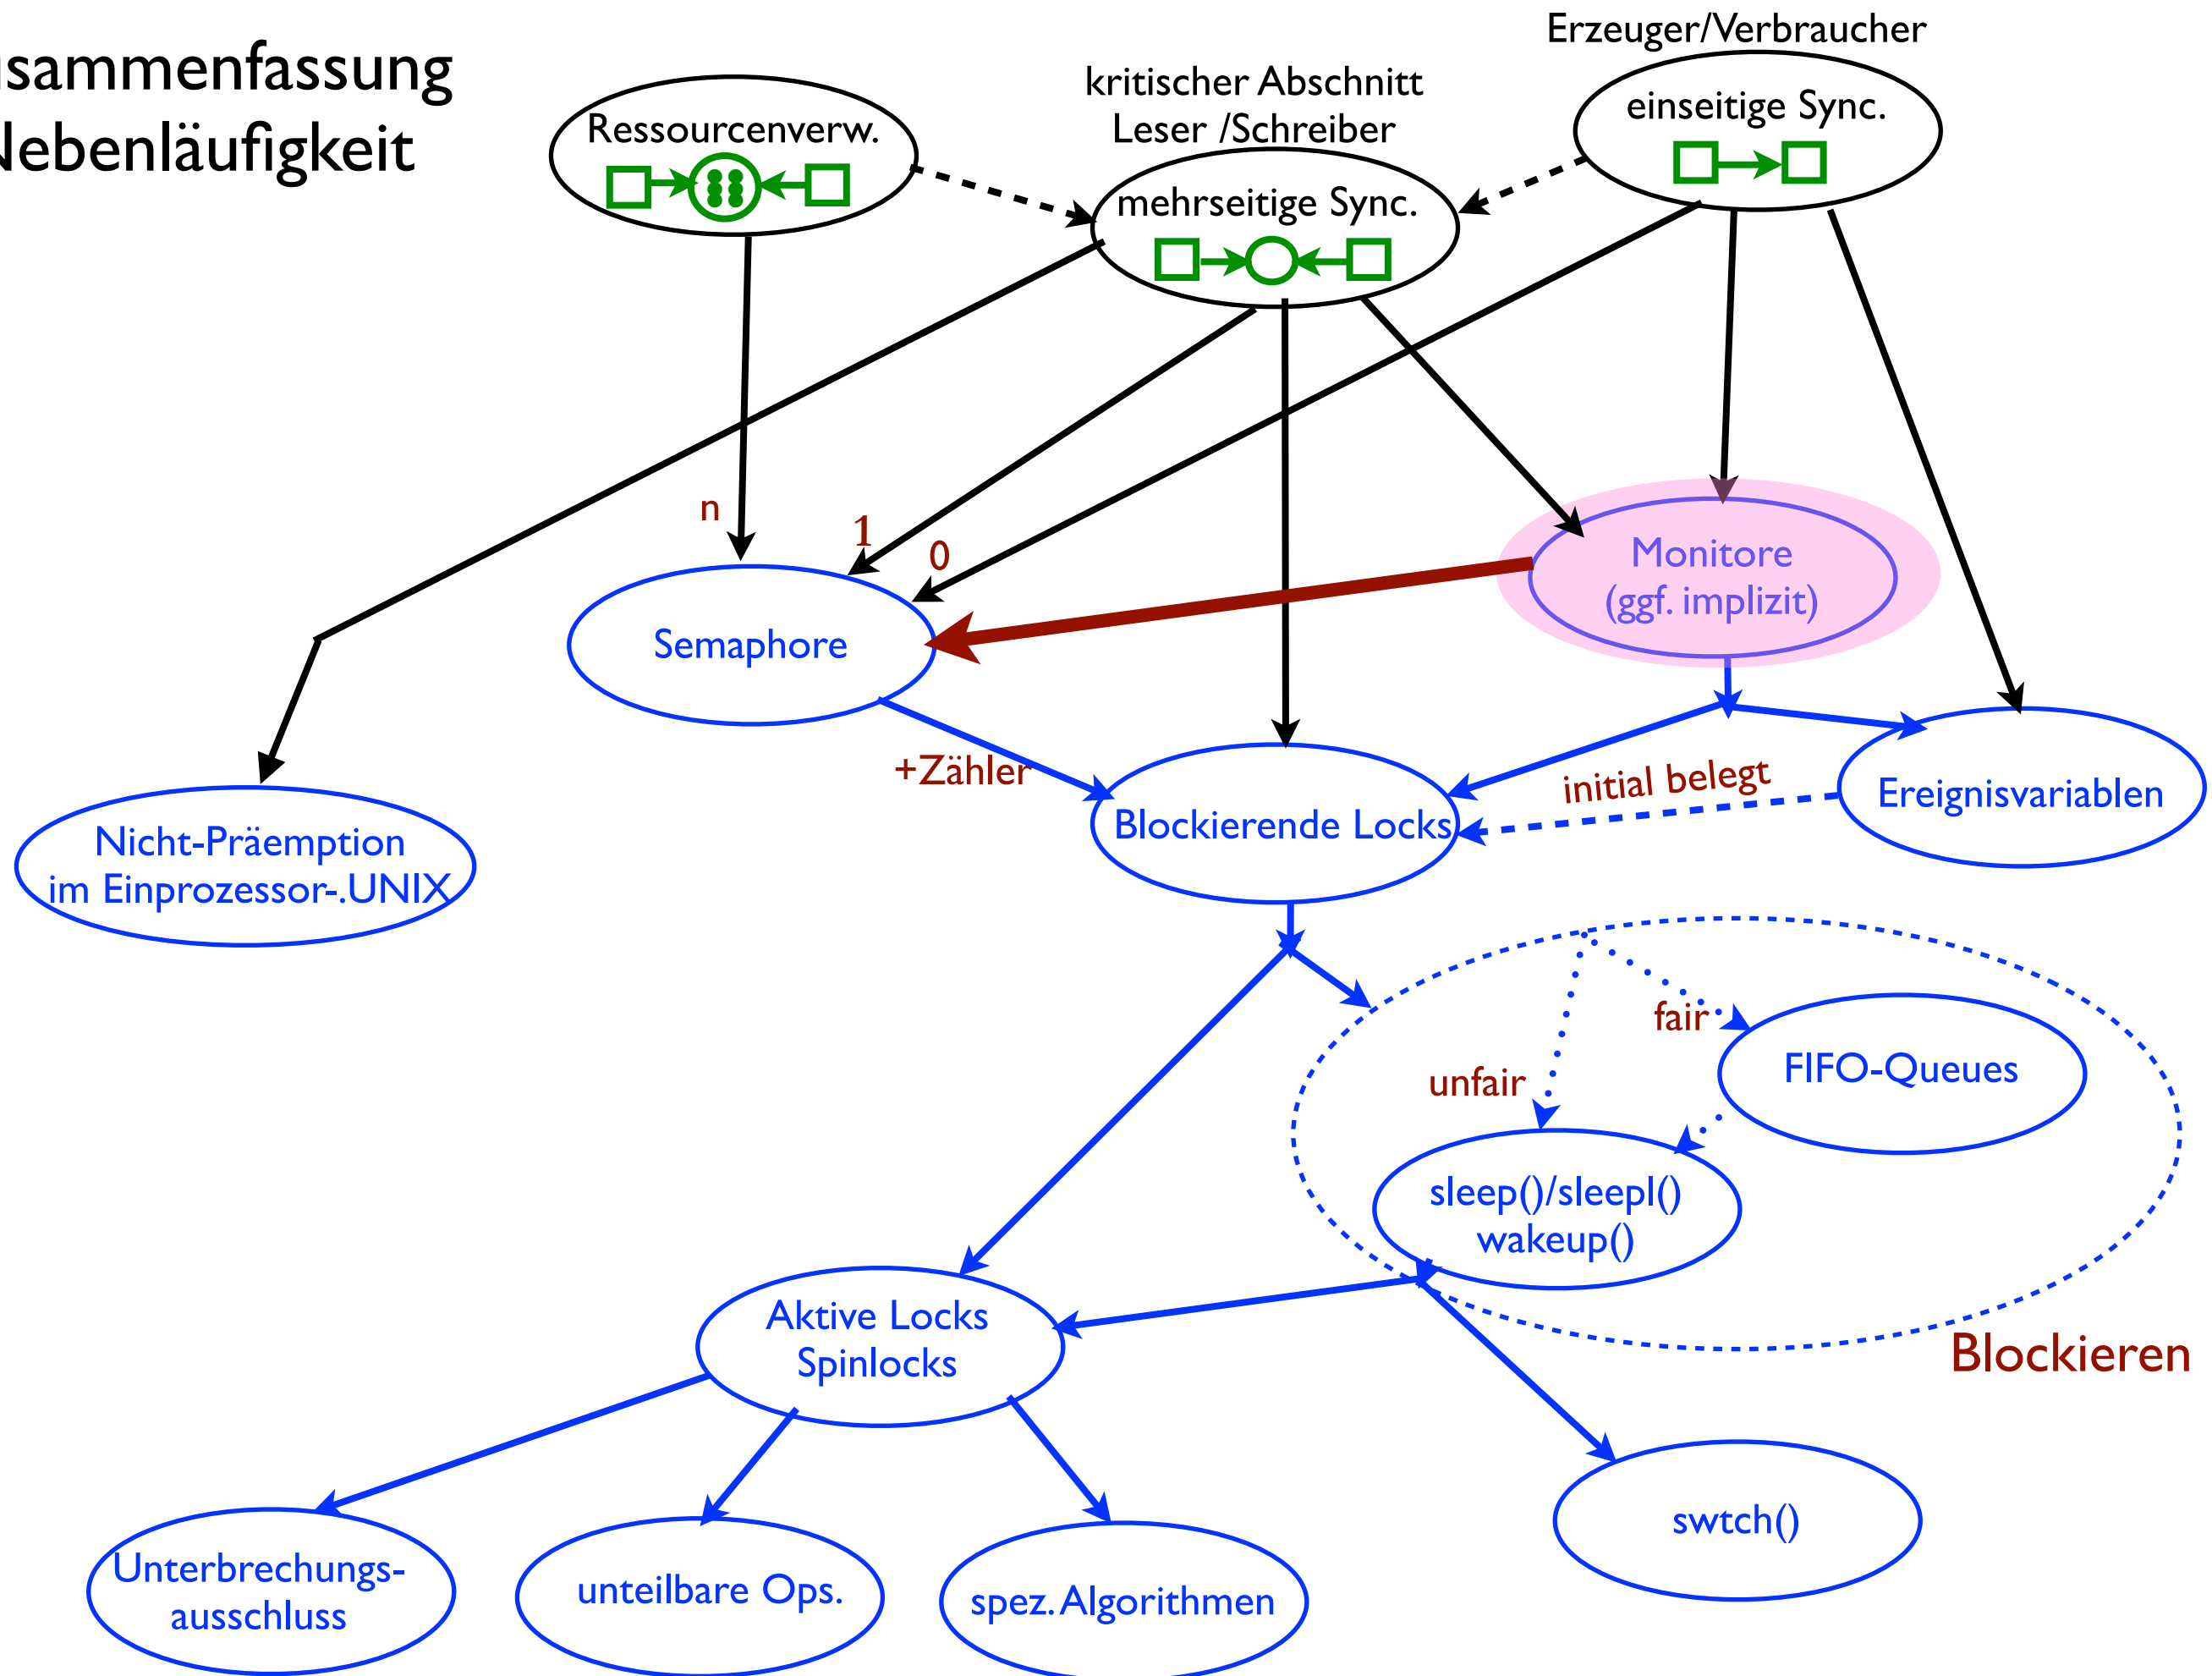 usammenfassung
Nebenläufigkeit
Erzeuger/Verbraucher
kritischer Abschnitt
Leser /Schreiber
Ressourcenverw.
mehrseitige Sync.
einseitige Sync.
n
1
0
Monitore
(ggf. implizit)
Semaphore
+Zähler
initial belegt
Ereignisvariablen
Blockierende Locks
Nicht-Präemption
im Einprozessor-.UNIX
fair
unfair
FIFO-Queues
sleep()/sleepl()
wakeup()
Blockieren
Aktive Locks
Spinlocks
swtch()
Unterbrechungs-
ausschluss
unteilbare Ops.
spez. Algorithmen